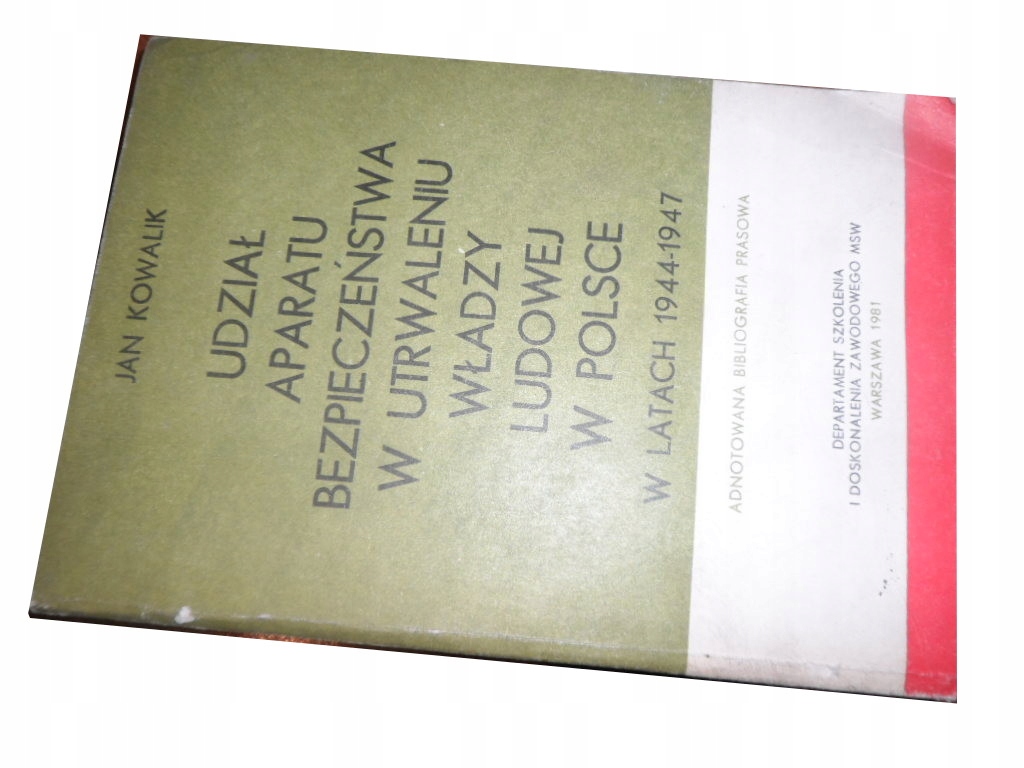 JAN KOWALIK
UDZIAŁ
APARATU
BEZPIECZEŃSTWA
W UTRWALENIU
WŁADZY
LUDOWEJ
W POLSCE
W LATACH 1944-1947
ADNOTOWANA BIBLIOGRAFIA PRASOWA
DEPARTAMENT SZKOLENIA
I DOSKONALENIA ZAWODOWEGO MSW
WARSZAWA 1981